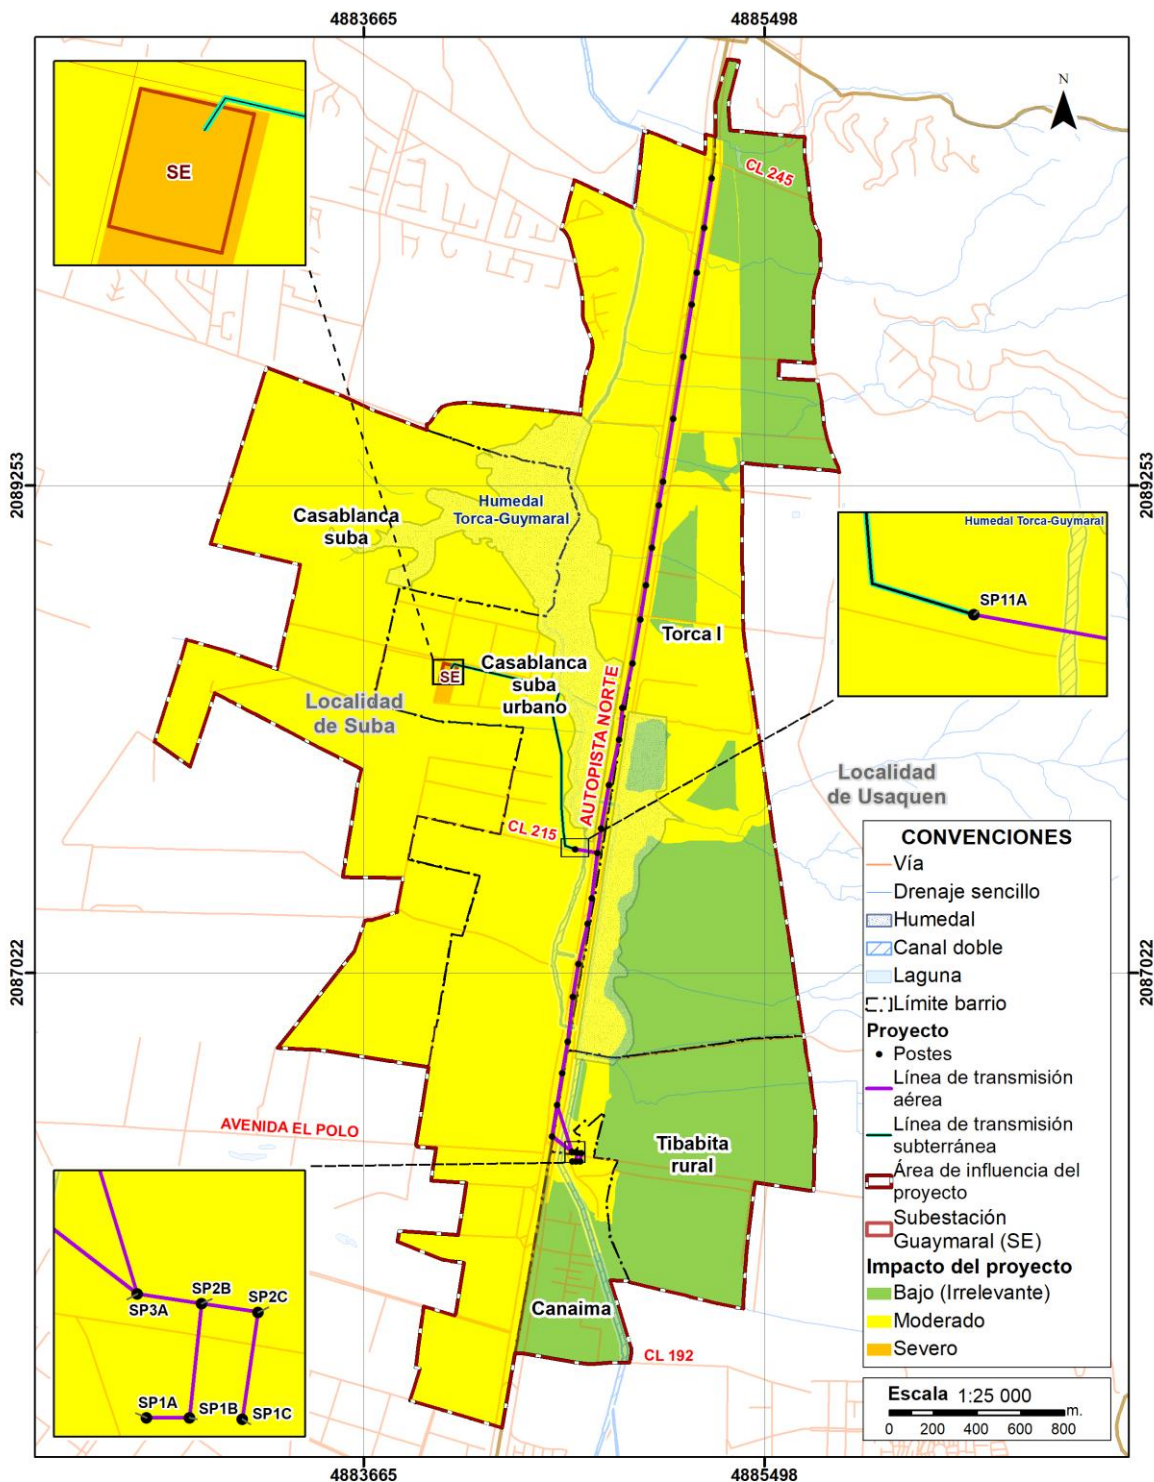 4883665
4885498
N
SE
CL 245
2089253
2089253
Humedal
Torca-Guymaral
Casablanca
suba
Humedal Torca-Guymaral
SP11A
Torca I
SE
Casablanca
suba
urbano
Localidad
de Suba
AUTOPISTA NORTE
Localidad
de Usaquen
CL 215
CONVENCIONES
Vía
Drenaje sencillo
Humedal
Canal doble
Laguna
Límite barrio
Proyecto
Postes
Línea de transmisión
aérea
Línea de transmisión
subterránea
Área de influencia del
proyecto
Subestación
Guaymaral (SE)
Impacto del proyecto
Bajo (Irrelevante)
Moderado
Severo
2087022
2087022
AVENIDA EL POLO
Tibabita
rural
SP3A
SP2B
SP2C
SP1A
SP1B
SP1C
Canaima
CL 192
Escala 1:25 000
m.
0 200 400 600 800
4883665
4885498